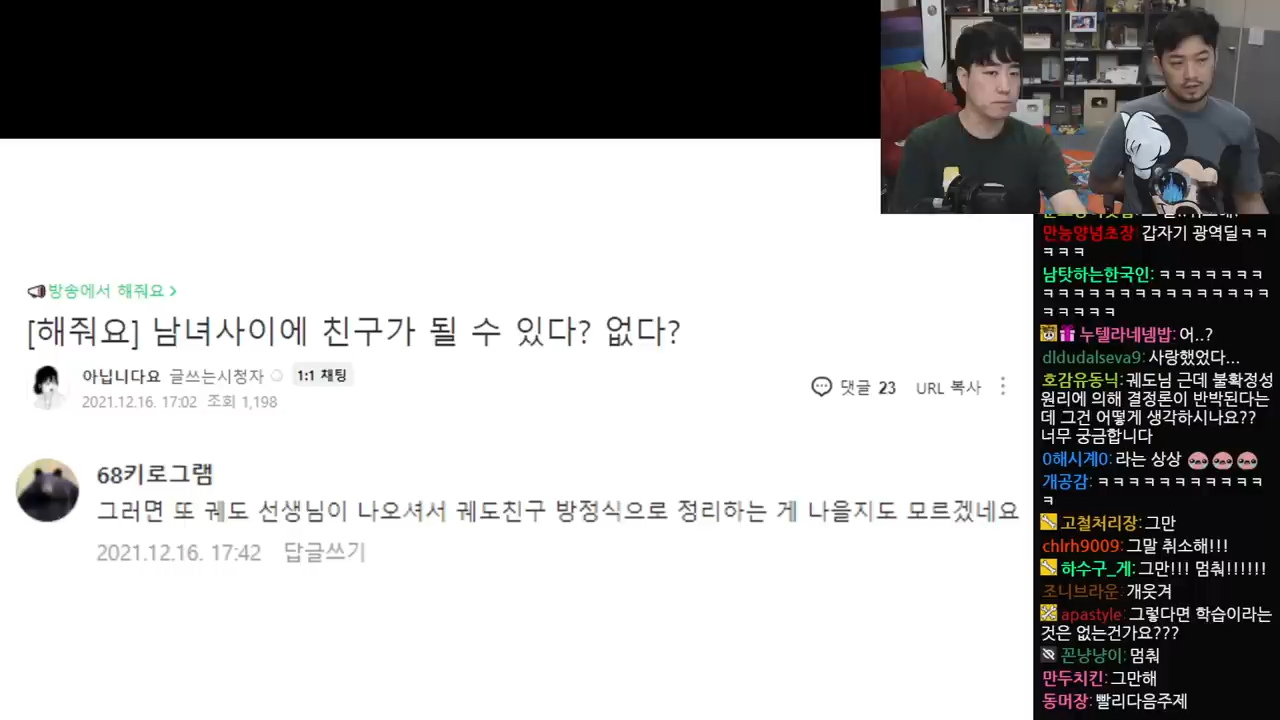 방송에서 해줘요
[해줘요] 남녀사이에 친구가 될 수 있다? 없다?
아닙니다요 글쓰는시청자 1:1 채팅
2021.12.16. 17:02 조회 1,198
댓글 23 URL 복사
68키로그램
그러면 또 궤도 선생님이 나오셔서 궤도친구 방정식으로 정리하는 게 나올지도 모르겠네요
2021.12.16. 17:42 답글쓰기
만능양념초장 갑자기 광역딜ㅋㅋ
ㅋㅋㅋ
남탓하는한국인: ㅋㅋㅋㅋㅋㅋㅋ
ㅋㅋㅋㅋㅋㅋㅋㅋㅋㅋㅋㅋㅋㅋㅋ
ㅋㅋㅋㅋㅋ
누텔라네넴밥: 어..?
dldudalseva9: 사랑했었다...
호감유동닉: 궤도님 근데 불확정성
원리에 의해 결정론이 반박된다는
데 그건 어떻게 생각하시나요??
너무 궁금합니다
0해시계0: 라는 상상
개공감: ㅋㅋㅋㅋㅋㅋㅋㅋㅋㅋㅋ
ㅋ
고철처리장: 그만
chlrh9009: 그말 취소해!!!
하수구_게: 그만!!! 멈춰!!!!!!
조니브라운: 개웃겨
apastyle: 그렇다면 학습이라는
것은 없는건가요???
꼰냥냥이: 멈춰
만두치킨: 그만해
동머장: 빨리다음주제